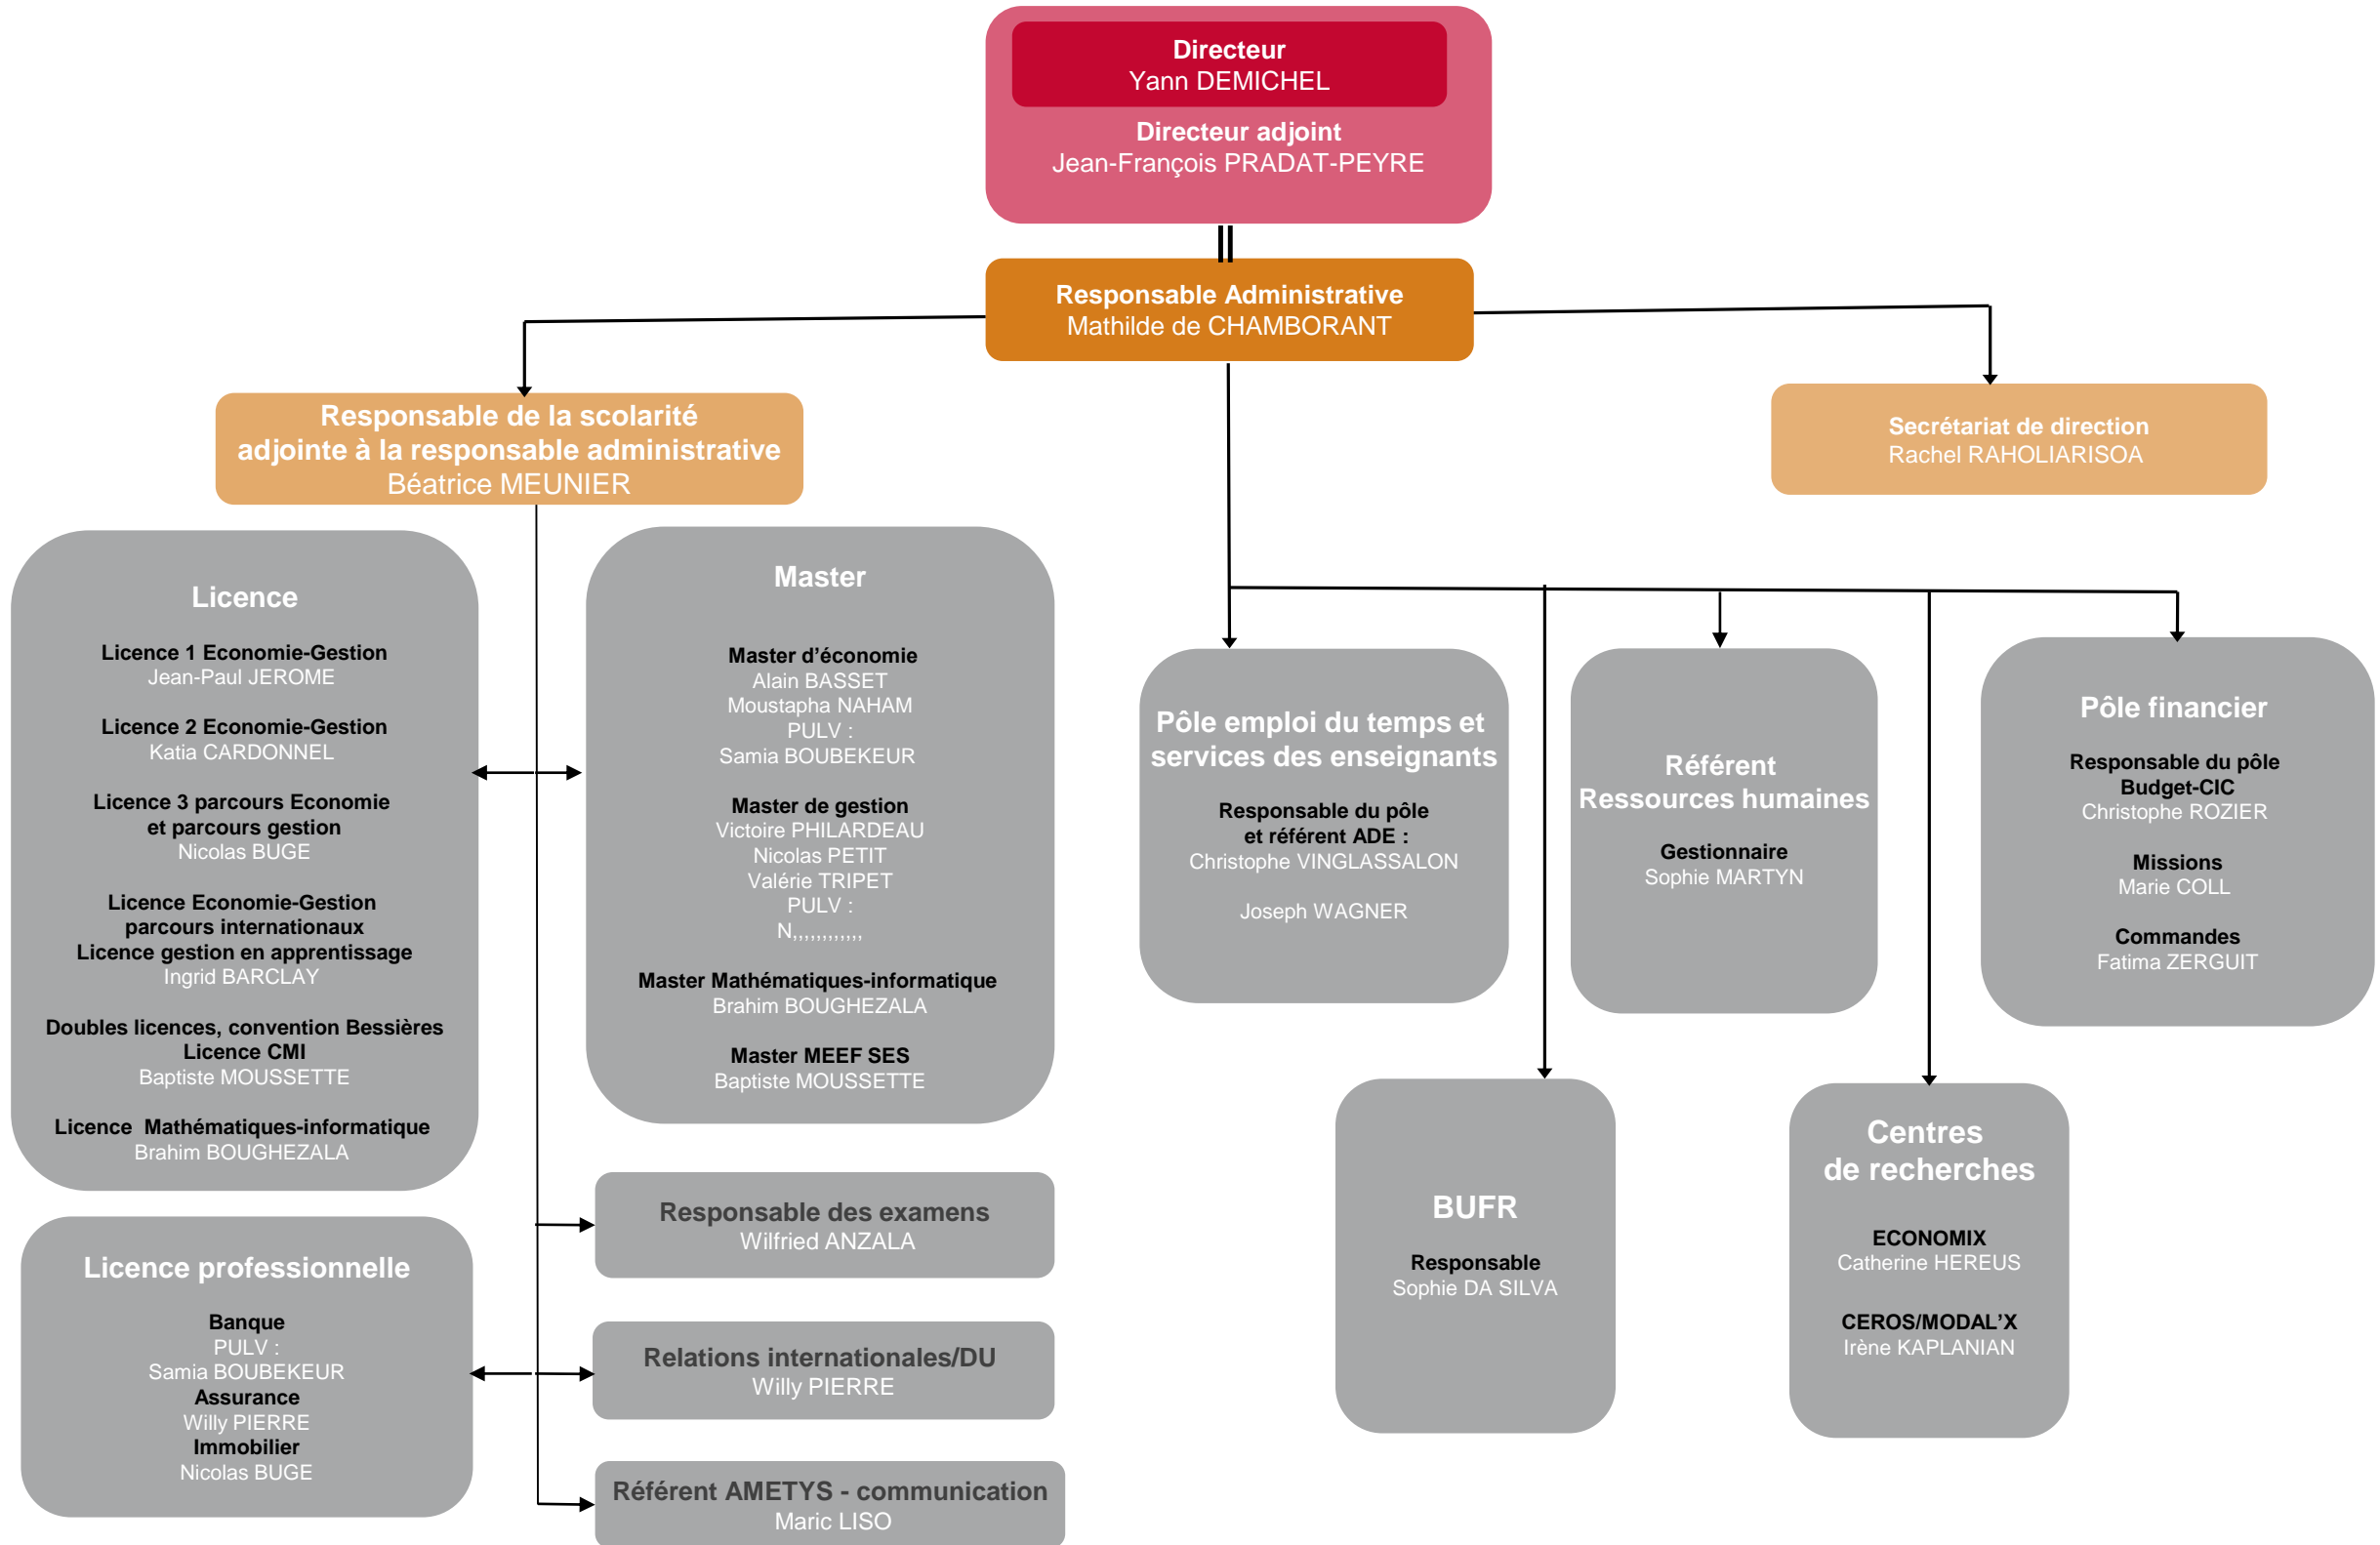 Directeur
Yann DEMICHEL
Directeur adjoint
Jean-François PRADAT-PEYRE
Responsable Administrative
Mathilde de CHAMBORANT
Responsable de la scolarité
adjointe à la responsable administrative
Béatrice MEUNIER
Secrétariat de direction
Rachel RAHOLIARISOA
Licence
Licence 1 Economie-Gestion
Jean-Paul JEROME
Licence 2 Economie-Gestion
Katia CARDONNEL
Licence 3 parcours Economie
et parcours gestion
Nicolas BUGE
Licence Economie-Gestion
parcours internationaux
Licence gestion en apprentissage
Ingrid BARCLAY
Doubles licences, convention Bessières
Licence CMI
Baptiste MOUSSETTE
Licence  Mathématiques-informatique
Brahim BOUGHEZALA
Master
Master d’économie
Alain BASSET
Moustapha NAHAM
PULV :
Samia BOUBEKEUR
Master de gestion
Victoire PHILARDEAU
Nicolas PETIT
Valérie TRIPET
PULV :
N,,,,,,,,,,,,
Master Mathématiques-informatique
Brahim BOUGHEZALA
Master MEEF SES
Baptiste MOUSSETTE
Pôle emploi du temps et
services des enseignants
Responsable du pôle
et référent ADE :
Christophe VINGLASSALON
Joseph WAGNER
Référent
Ressources humaines
Gestionnaire
Sophie MARTYN
Pôle financier
Responsable du pôle
Budget-CIC
Christophe ROZIER
Missions
Marie COLL
Commandes
Fatima ZERGUIT
Licence professionnelle
Banque
PULV :
Samia BOUBEKEUR
Assurance
Willy PIERRE
Immobilier
Nicolas BUGE
Responsable des examens
Wilfried ANZALA
Relations internationales/DU
Willy PIERRE
Référent AMETYS - communication
Maric LISO
BUFR
Responsable
Sophie DA SILVA
Centres
de recherches
ECONOMIX
Catherine HEREUS
CEROS/MODAL’X
Irène KAPLANIAN